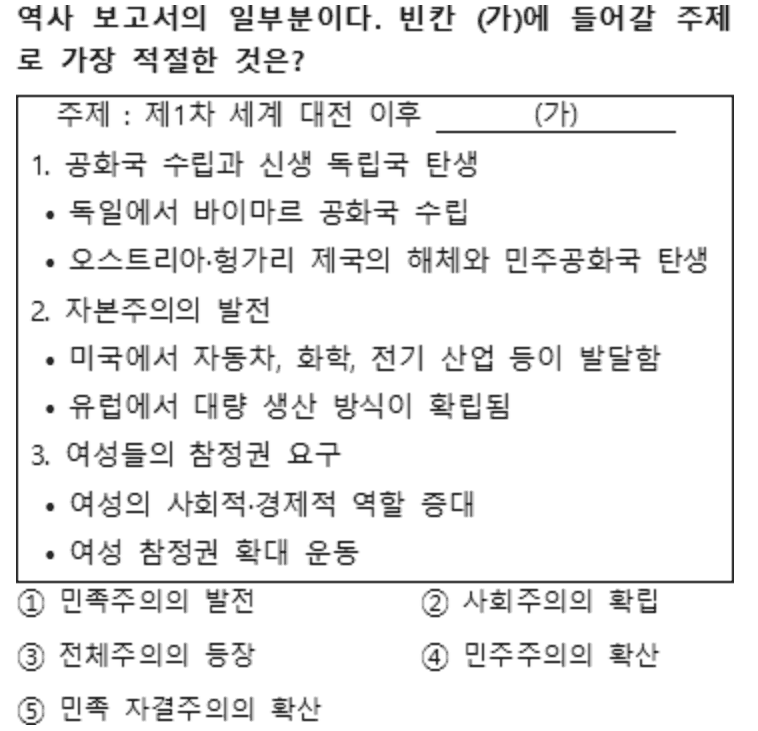 역사 보고서의 일부분이다. 빈칸 (가)에 들어갈 주제
로 가장 적절한 것은?
주제 : 제1차 세계 대전 이후 (가)
1. 공화국 수립과 신생 독립국 탄생
• 독일에서 바이마르 공화국 수립
• 오스트리아·헝가리 제국의 해체와 민주공화국 탄생
2. 자본주의의 발전
• 미국에서 자동차, 화학, 전기 산업 등이 발달함
• 유럽에서 대량 생산 방식이 확립됨
3. 여성들의 참정권 요구
• 여성의 사회적·경제적 역할 증대
• 여성 참정권 확대 운동
① 민족주의의 발전 ② 사회주의의 확립
③ 전체주의의 등장 ④ 민주주의의 확산
⑤ 민족 자결주의의 확산